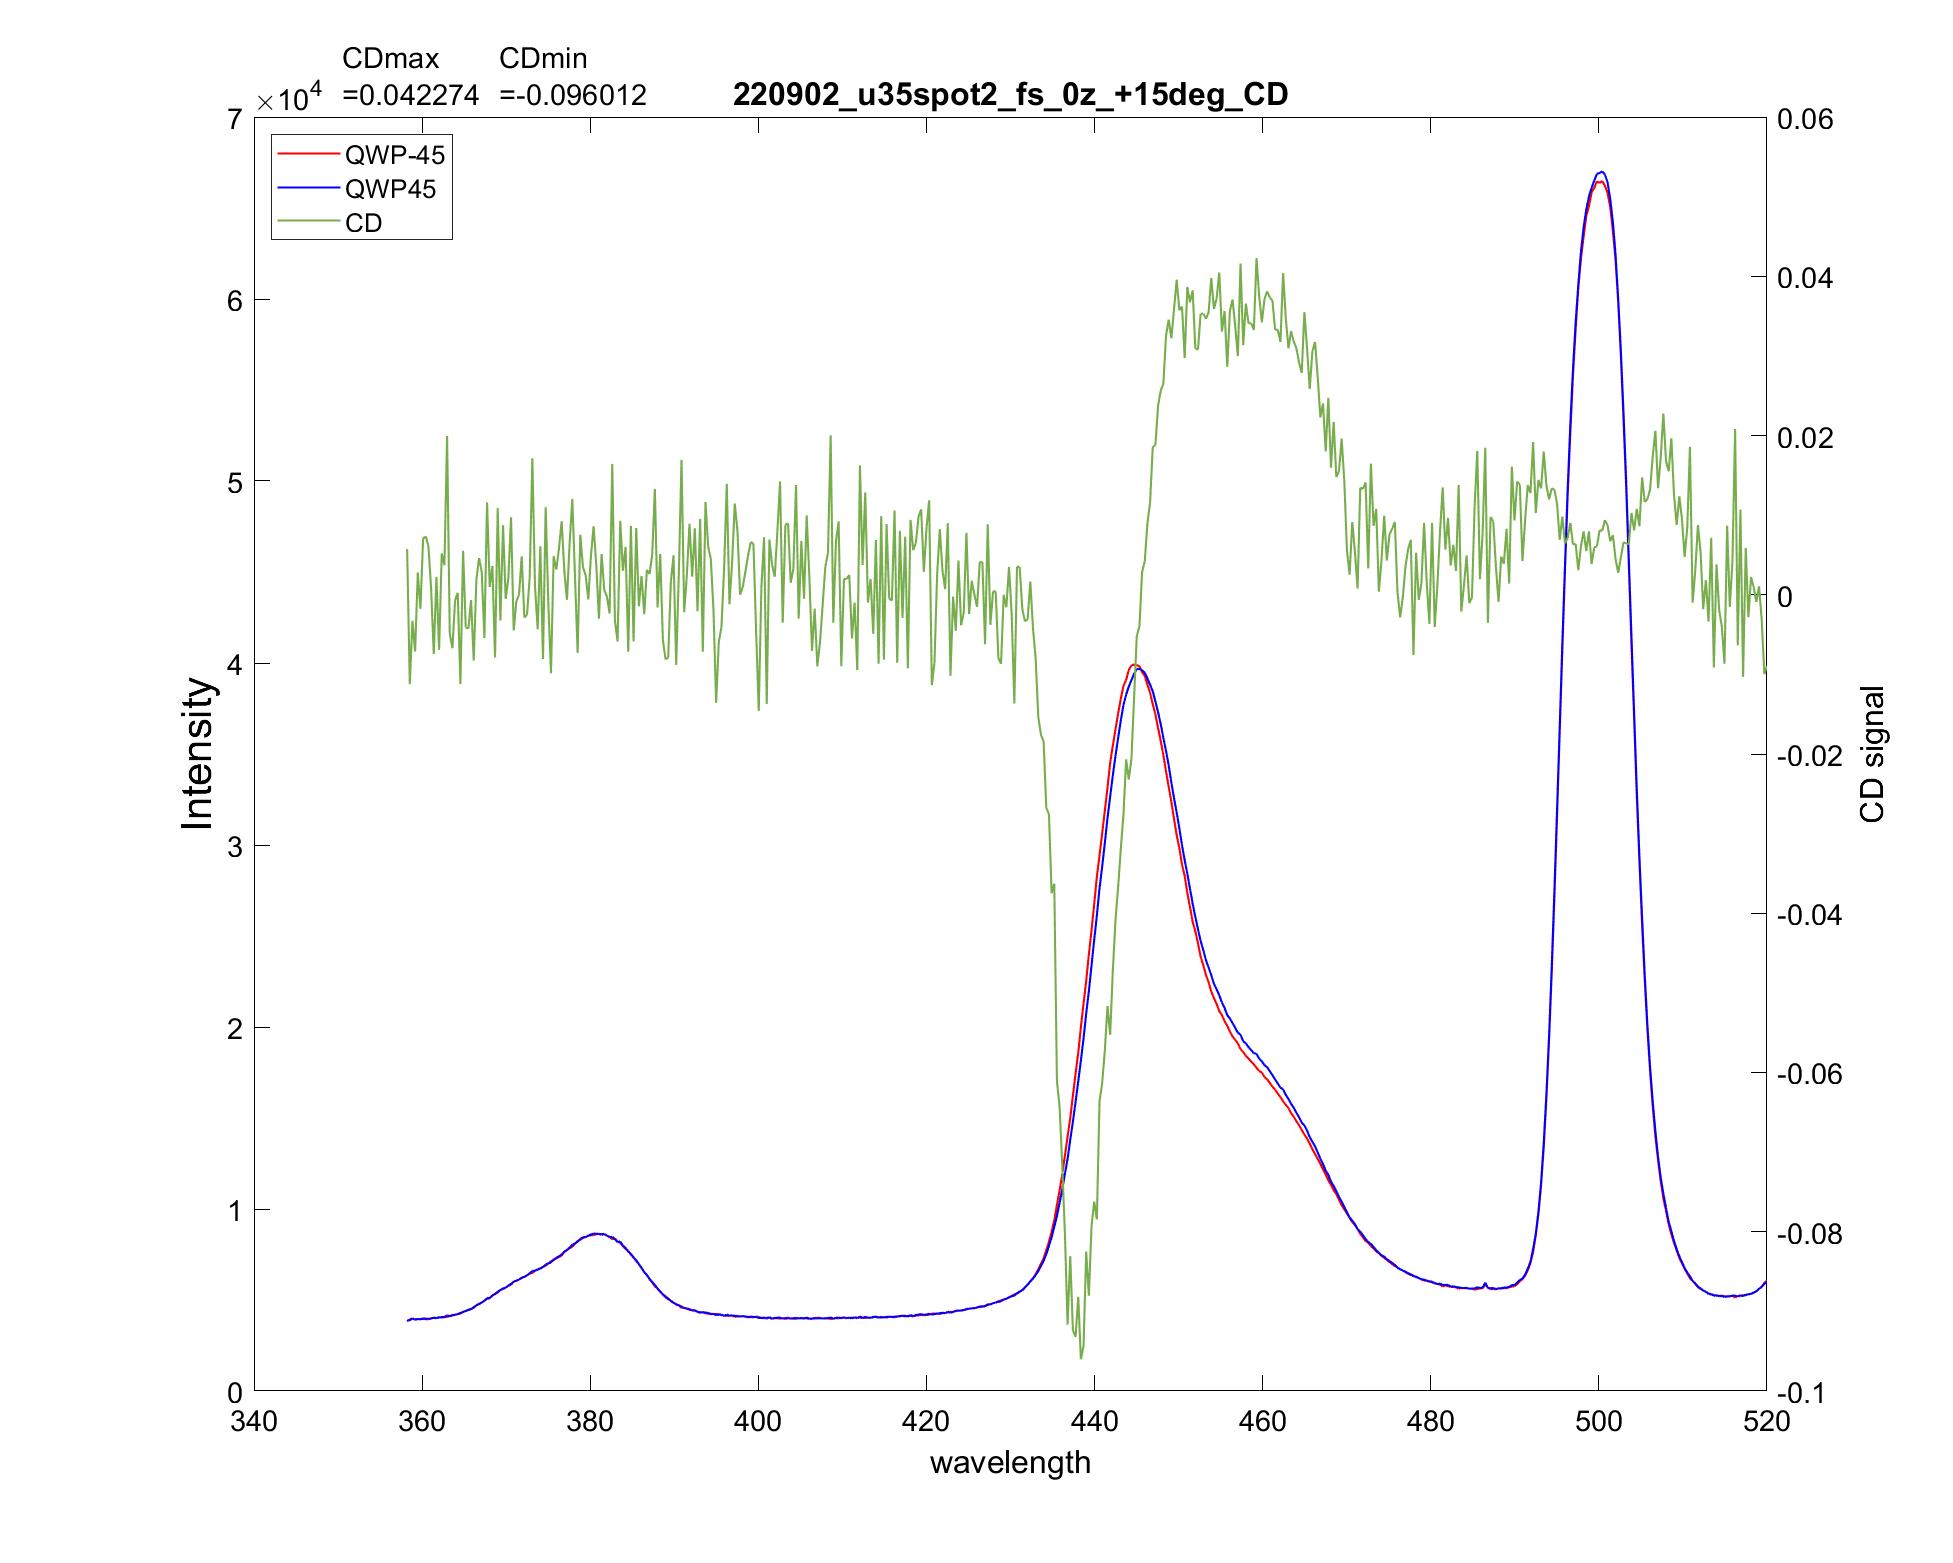 CDmax CDmin
=0.042274 =-0.096012
220902_u35spot2_fs_0z_+15deg_CD
×10⁴
7
6
5
4
3
2
1
0
Intensity
QWP-45
QWP45
CD
0.06
0.04
0.02
0
-0.02
-0.04
-0.06
-0.08
-0.1
CD signal
340 360 380 400 420 440 460 480 500 520
wavelength